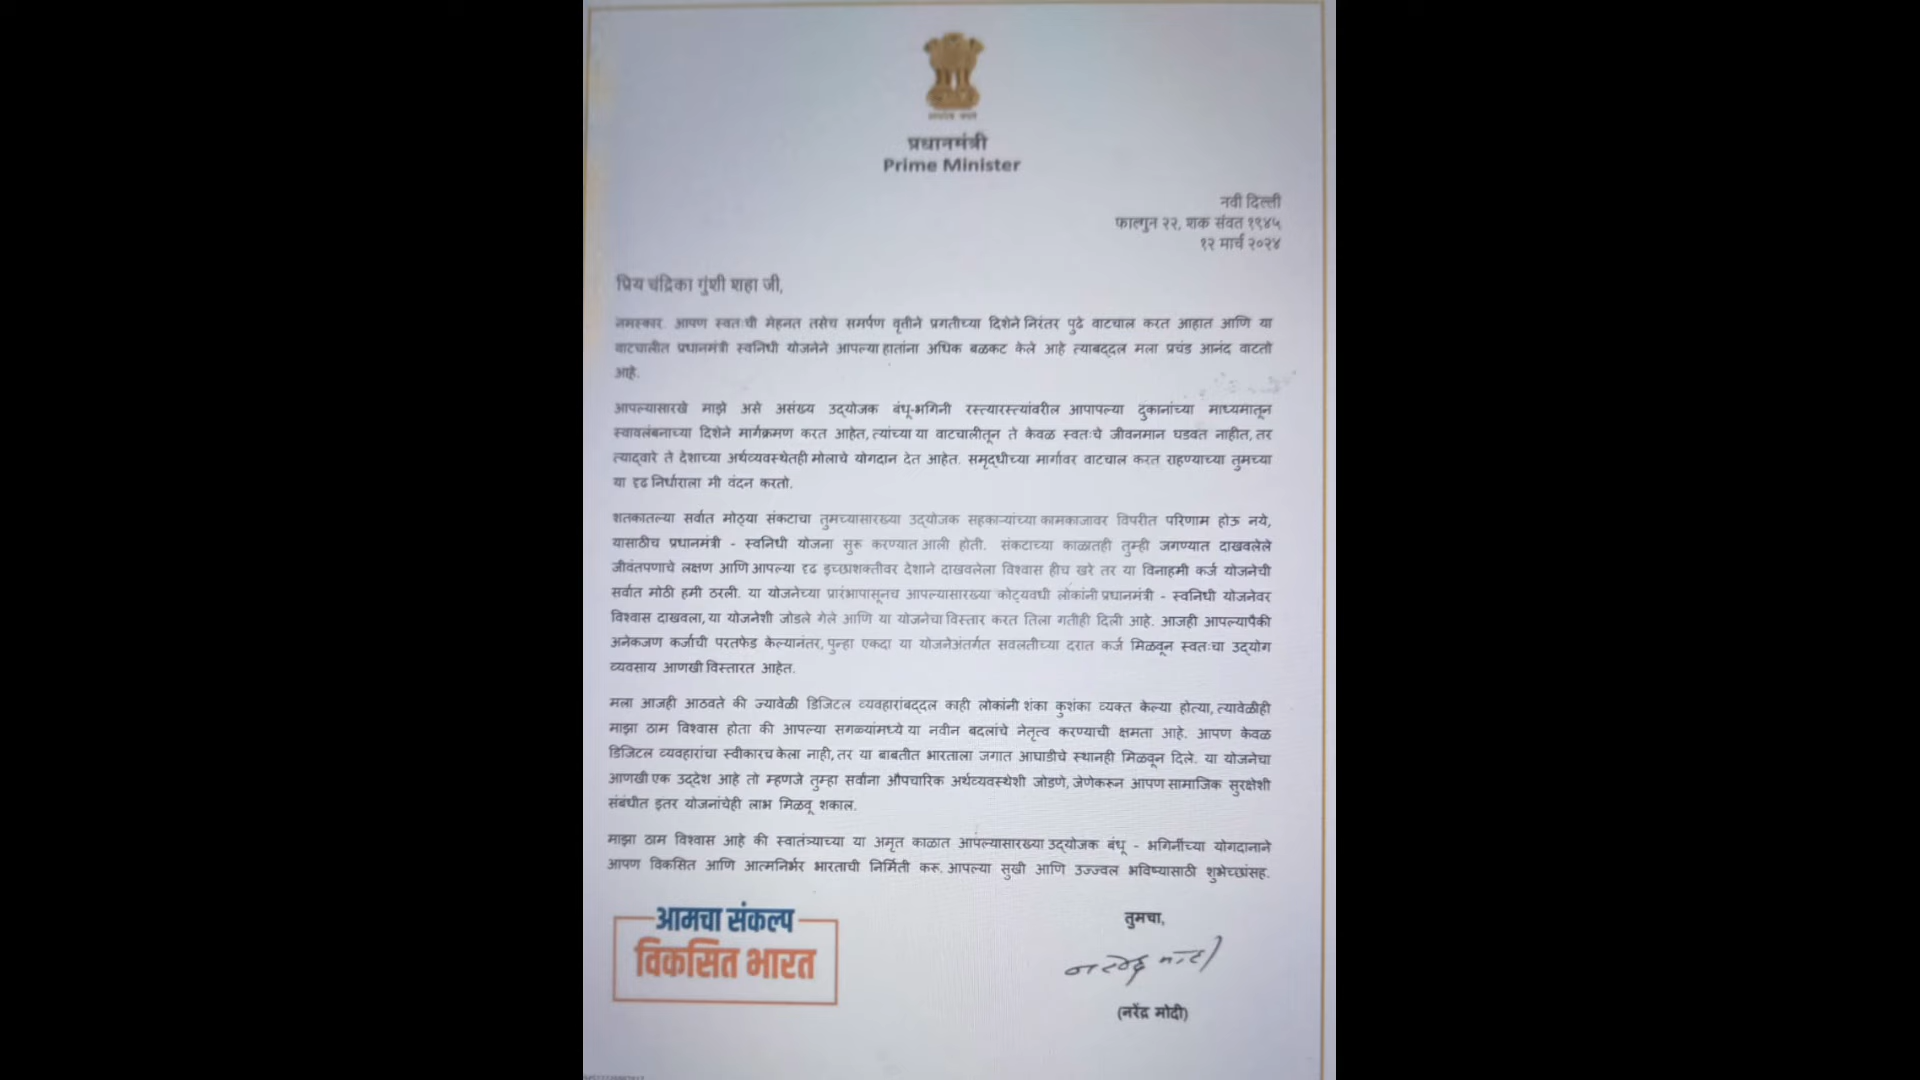 प्रधानमंत्री
Prime Minister
नवी दिल्ली
फाल्गुन २२, शक संवत १९४५
१२ मार्च २०२४
प्रिय चंद्रिका गुंशी शहा जी,
नमस्कार. आपण स्वतःची मेहनत तसेच समर्पण वृत्तीने प्रगतीच्या दिशेने निरंतर पुढे वाटचाल करत आहात आणि या
वाटचालीत प्रधानमंत्री स्वनिधी योजनेने आपल्या हातांना अधिक बळकट केले आहे त्याबद्दल मला प्रचंड आनंद वाटतो
आहे.
आपल्यासारखे माझे असे असंख्य उद्योजक बंधू-भगिनी रस्त्यारस्त्यांवरील आपापल्या दुकानांच्या माध्यमातून
स्वावलंबनाच्या दिशेने मार्गक्रमण करत आहेत, त्यांच्या या वाटचालीतून ते केवळ स्वतःचे जीवनमान घडवत नाहीत, तर
त्याद्वारे ते देशाच्या अर्थव्यवस्थेतही मोलाचे योगदान देत आहेत. समृद्धीच्या मार्गावर वाटचाल करत राहण्याच्या तुमच्या
या दृढ निर्धाराला मी वंदन करतो.
शतकातल्या सर्वात मोठ्या संकटाचा तुमच्यासारख्या उद्योजक सहकाऱ्यांच्या कामकाजावर विपरीत परिणाम होऊ नये,
यासाठीच प्रधानमंत्री - स्वनिधी योजना सुरू करण्यात आली होती. संकटाच्या काळातही तुम्ही जगण्यात दाखवलेले
जीवंतपणाचे लक्षण आणि आपल्या दृढ इच्छाशक्तीवर देशाने दाखवलेला विश्वास हीच खरे तर या विनाहमी कर्ज योजनेची
सर्वात मोठी हमी ठरली. या योजनेच्या प्रारंभापासूनच आपल्यासारख्या कोट्यवधी लोकांनी प्रधानमंत्री - स्वनिधी योजनेवर
विश्वास दाखवला, या योजनेशी जोडले गेले आणि या योजनेचा विस्तार करत तिला गतीही दिली आहे. आजही आपल्यापैकी
अनेकजण कर्जाची परतफेड केल्यानंतर, पुन्हा एकदा या योजनेअंतर्गत सवलतीच्या दरात कर्ज मिळवून स्वतःचा उद्योग
व्यवसाय आणखी विस्तारत आहेत.
मला आजही आठवते की ज्यावेळी डिजिटल व्यवहारांबद्दल काही लोकांनी शंका कुशंका व्यक्त केल्या होत्या, त्यावेळीही
माझा ठाम विश्वास होता की आपल्या सगळ्यांमध्ये या नवीन बदलांचे नेतृत्व करण्याची क्षमता आहे. आपण केवळ
डिजिटल व्यवहारांचा स्वीकारच केला नाही, तर या बाबतीत भारताला जगात आघाडीचे स्थानही मिळवून दिले. या योजनेचा
आणखी एक उद्देश आहे तो म्हणजे तुम्हा सर्वांना औपचारिक अर्थव्यवस्थेशी जोडणे, जेणेकरून आपण सामाजिक सुरक्षेशी
संबंधीत इतर योजनांचेही लाभ मिळवू शकाल.
माझा ठाम विश्वास आहे की स्वातंत्र्याच्या या अमृत काळात आपल्यासारख्या उद्योजक बंधू - भगिनींच्या योगदानाने
आपण विकसित आणि आत्मनिर्भर भारताची निर्मिती करू. आपल्या सुखी आणि उज्ज्वल भविष्यासाठी शुभेच्छांसह.
आमचा संकल्प
विकसित भारत
तुमचा,
नरेन्द्र मोदी
(नरेंद्र मोदी)